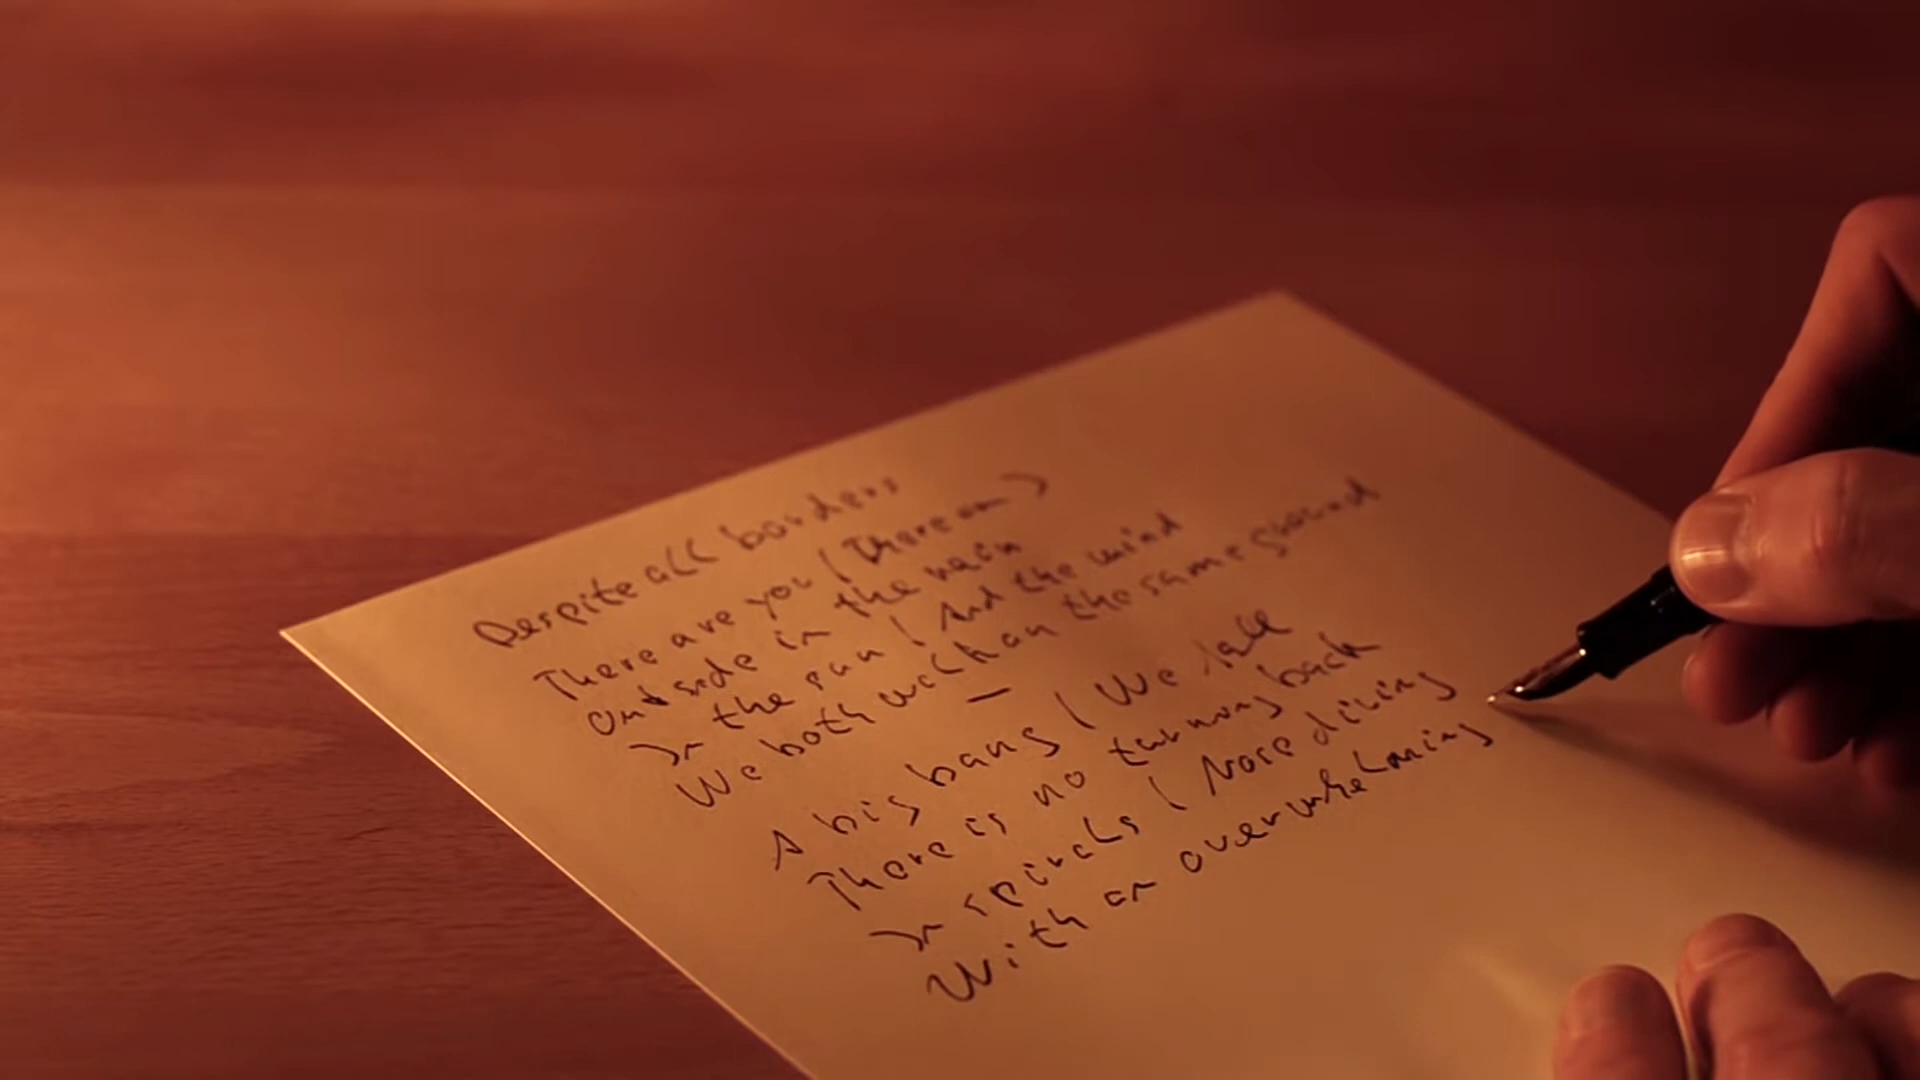 Despite all borders
There are you / There am I
Outside in the rain
In the sun / And the wind
We both walk on the same ground
—
A big bang / We fall
There is no turning back
In spirals / Nose diving
With an overwhelming